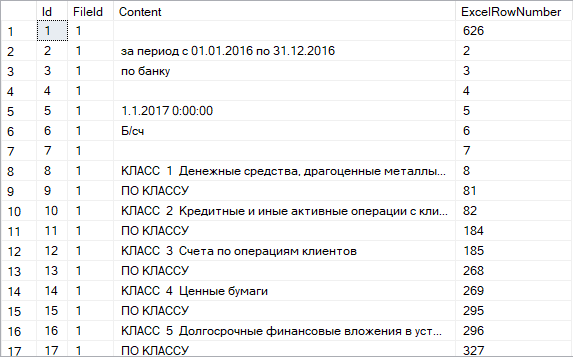 Id FileId Content ExcelRowNumber
1 1 1 626
2 2 1 за период с 01.01.2016 по 31.12.2016 2
3 3 1 по банку 3
4 4 1 4
5 5 1 1.1.2017 0:00:00 5
6 6 1 Б/сч 6
7 7 1 7
8 8 1 КЛАСС 1 Денежные средства, драгоценные металлы... 8
9 9 1 ПО КЛАССУ 81
10 10 1 КЛАСС 2 Кредитные и иные активные операции с кли... 82
11 11 1 ПО КЛАССУ 184
12 12 1 КЛАСС 3 Счета по операциям клиентов 185
13 13 1 ПО КЛАССУ 268
14 14 1 КЛАСС 4 Ценные бумаги 269
15 15 1 ПО КЛАССУ 295
16 16 1 КЛАСС 5 Долгосрочные финансовые вложения в уст... 296
17 17 1 ПО КЛАССУ 327